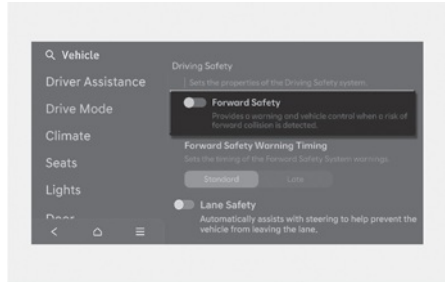 Vehicle
Driver Assistance
Drive Mode
Climate
Seats
Lights
Door
Driving Safety
Sets the properties of the Driving Safety system.
Forward Safety
Provides a warning and vehicle control when a risk of
forward collision is detected.
Forward Safety Warning Timing
Sets the timing of the Forward Safety System warnings.
Standard
Late
Lane Safety
Automatically assists with steering to help prevent the
vehicle from leaving the lane.